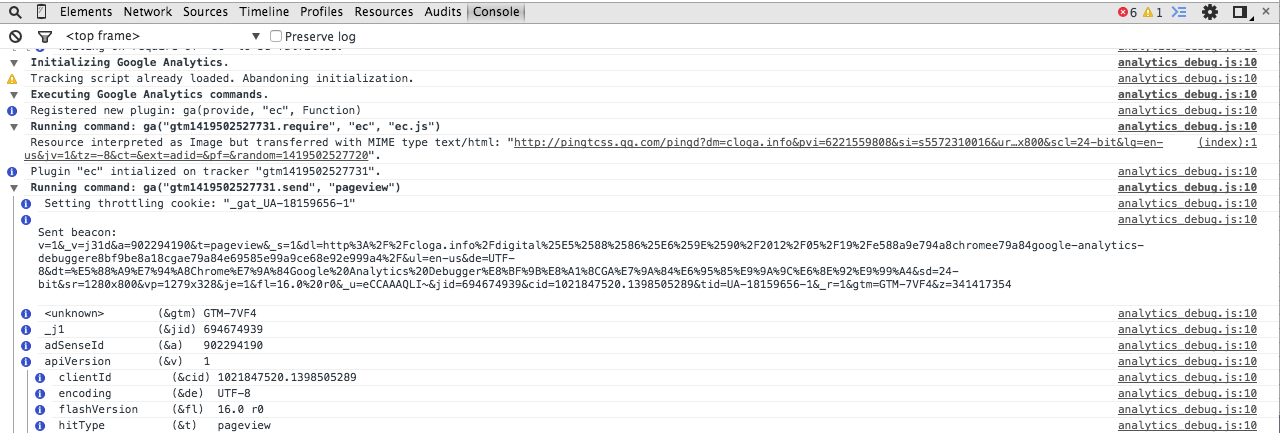 Elements Network Sources Timeline Profiles Resources Audits Console 6 1
<top frame> Preserve log
Initializing Google Analytics. analytics_debug.js:10
Tracking script already loaded. Abandoning initialization. analytics_debug.js:10
Executing Google Analytics commands. analytics_debug.js:10
Registered new plugin: ga(provide, "ec", Function) analytics_debug.js:10
Running command: ga("gtm1419502527731.require", "ec", "ec.js") analytics_debug.js:10
Resource interpreted as Image but transferred with MIME type text/html: "http://pingtcss.qq.com/pingd?dm=cloga.info&pvi=6221559808&si=s5572310016&ur…x800&scl=24-bit&lg=en- (index):1
us&jv=1&tz=-8&ct=&ext=adid=&pf=&random=1419502527720".
Plugin "ec" intialized on tracker "gtm1419502527731". analytics_debug.js:10
Running command: ga("gtm1419502527731.send", "pageview") analytics_debug.js:10
Setting throttling cookie: "_gat_UA-18159656-1" analytics_debug.js:10
analytics_debug.js:10
Sent beacon:
v=1&_v=j31d&a=902294190&t=pageview&_s=1&dl=http%3A%2F%2Fcloga.info%2Fdigital%25E5%2588%2586%25E6%259E%2590%2F2012%2F05%2F19%2Fe588a9e794a8chromee79a84google-analytics-
debuggere8bf9be8a18cgae79a84e69585e99a9ce68e92e999a4%2F&ul=en-us&de=UTF-
8&dt=%E5%88%A9%E7%94%A8Chrome%E7%9A%84Google%20Analytics%20Debugger%E8%BF%9B%E8%A1%8CGA%E7%9A%84%E6%95%85%E9%9A%9C%E6%8E%92%E9%99%A4&sd=24-
bit&sr=1280x800&vp=1279x328&je=1&fl=16.0%20r0&_u=eCCAAAQLI~&jid=694674939&cid=1021847520.1398505289&tid=UA-18159656-1&_r=1&gtm=GTM-7VF4&z=341417354
<unknown> (&gtm) GTM-7VF4 analytics_debug.js:10
_j1 (&jid) 694674939 analytics_debug.js:10
adSenseId (&a) 902294190 analytics_debug.js:10
apiVersion (&v) 1 analytics_debug.js:10
clientId (&cid) 1021847520.1398505289 analytics_debug.js:10
encoding (&de) UTF-8 analytics_debug.js:10
flashVersion (&fl) 16.0 r0 analytics_debug.js:10
hitType (&t) pageview analytics_debug.js:10